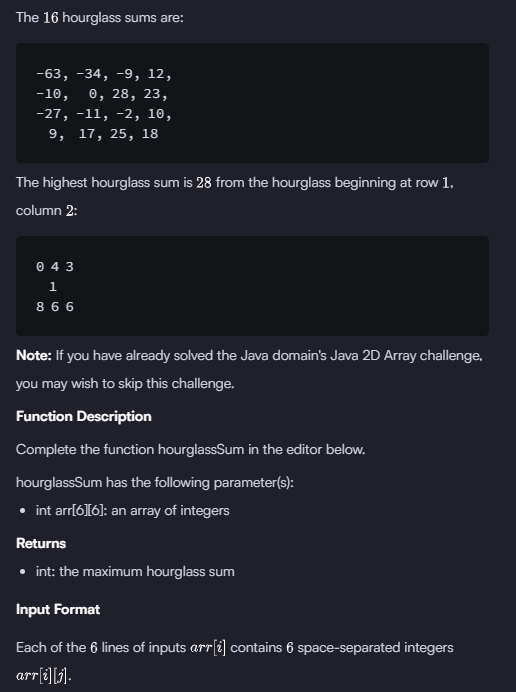 The 16 hourglass sums are:
-63, -34, -9, 12,
-10, 0, 28, 23,
-27, -11, -2, 10,
9, 17, 25, 18
The highest hourglass sum is 28 from the hourglass beginning at row 1,
column 2:
0 4 3
1
8 6 6
Note: If you have already solved the Java domain's Java 2D Array challenge,
you may wish to skip this challenge.
Function Description
Complete the function hourglassSum in the editor below.
hourglassSum has the following parameter(s):
• int arr[6][6]: an array of integers
Returns
• int: the maximum hourglass sum
Input Format
Each of the 6 lines of inputs arr[i] contains 6 space-separated integers
arr[i][j].